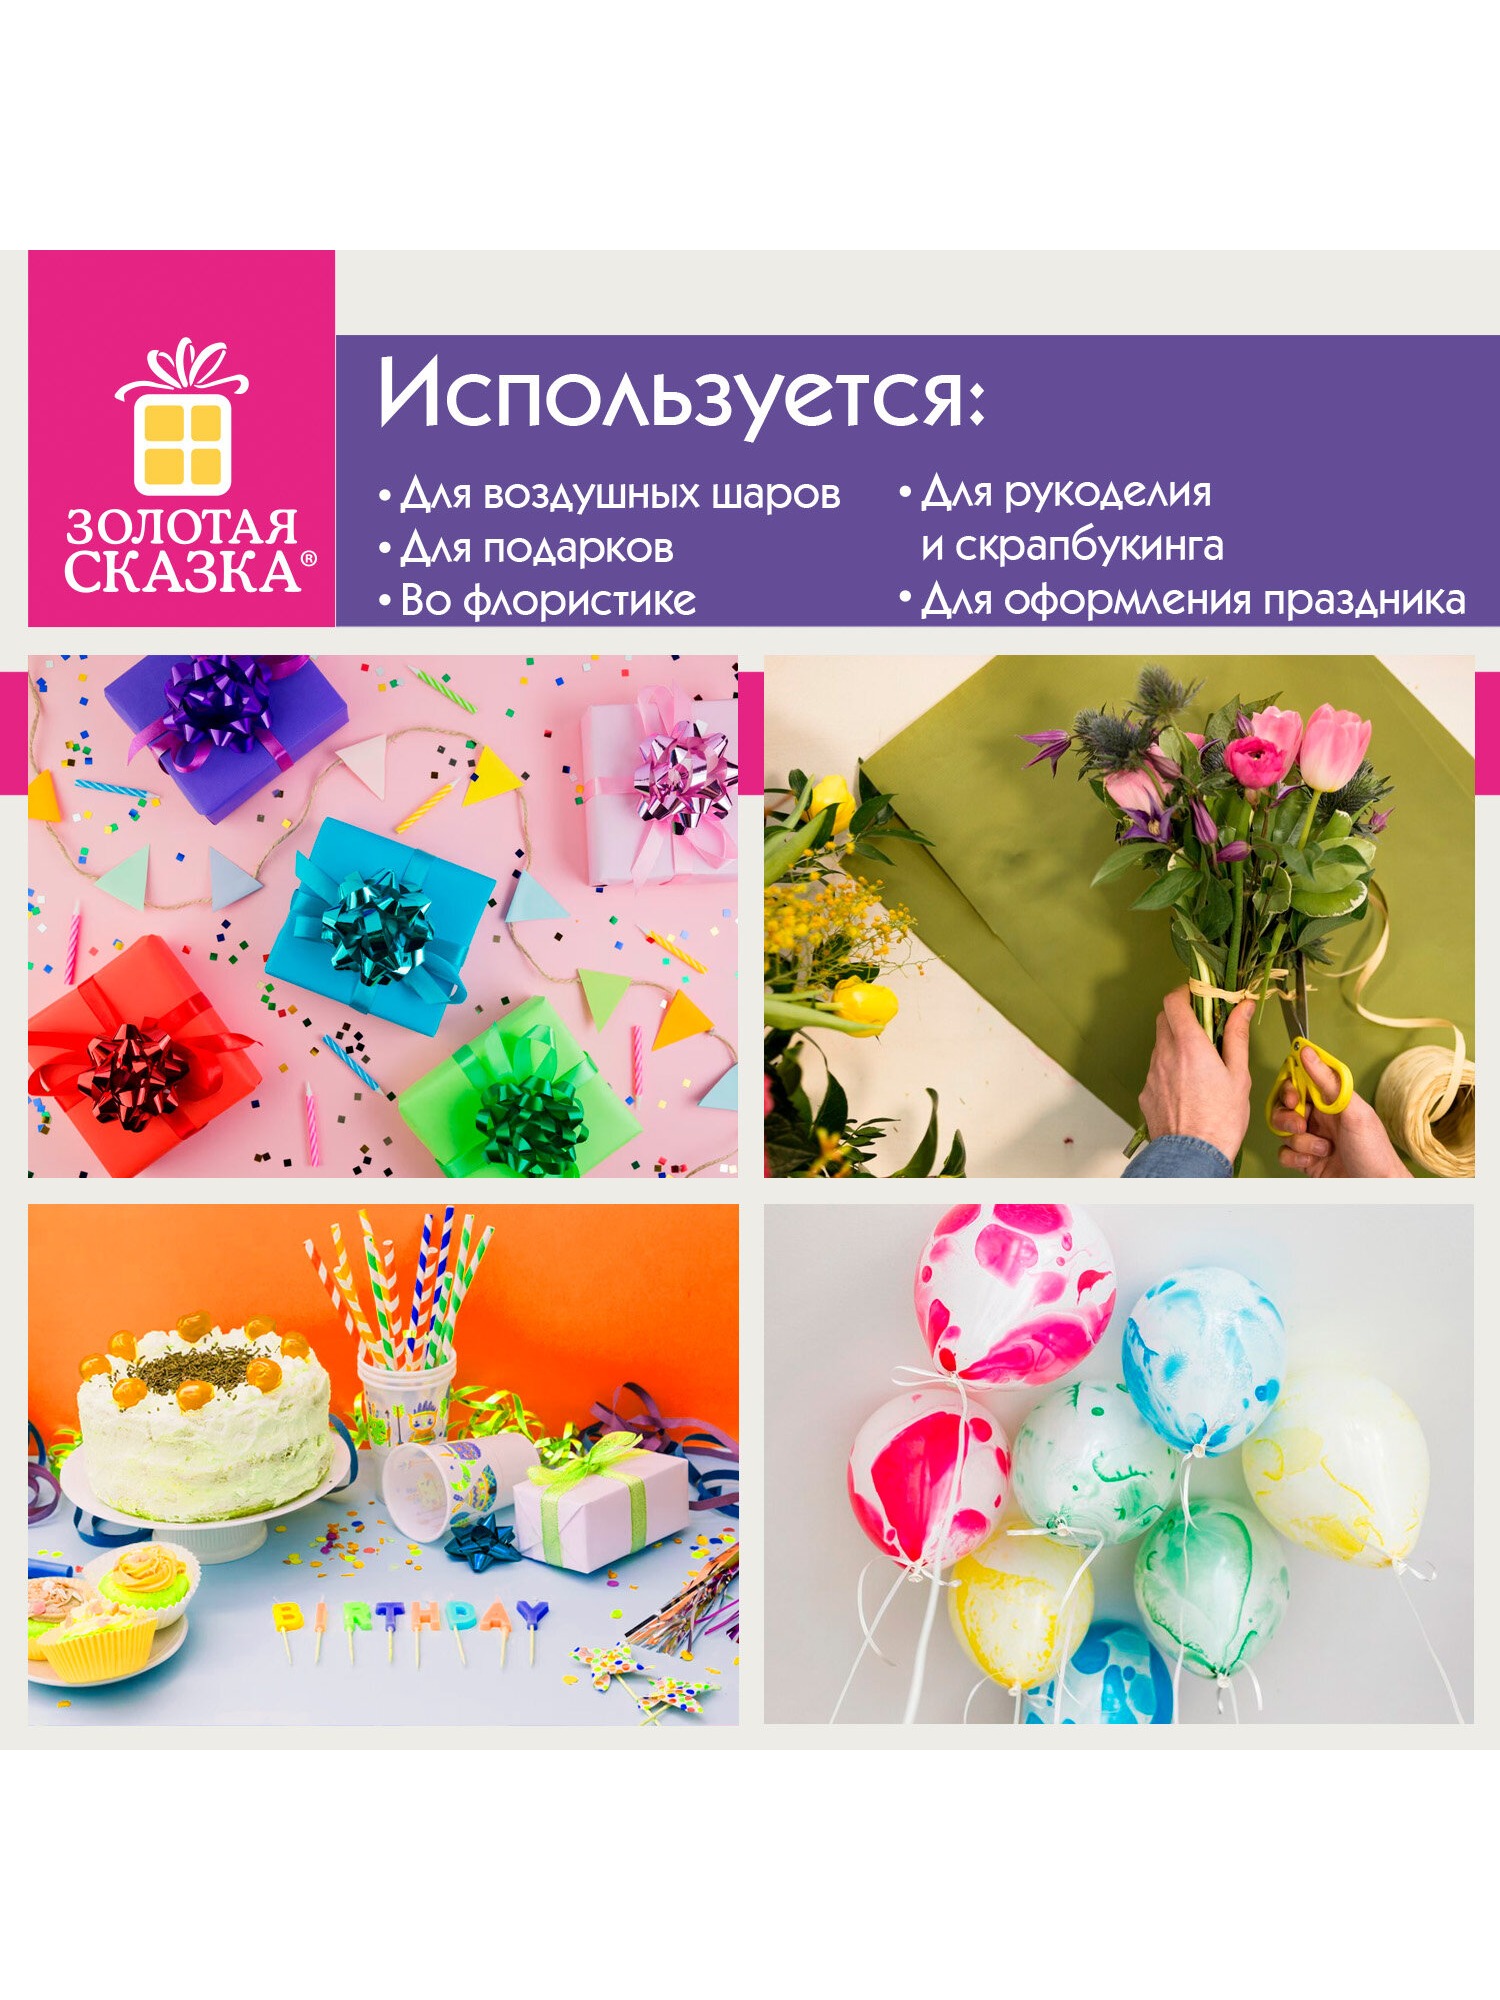 ЗОЛОТАЯ
СКАЗКА®
Используется:
• Для воздушных шаров
• Для подарков
• Во флористике
• Для рукоделия
и скрапбукинга
• Для оформления праздника
BIRTHDAY